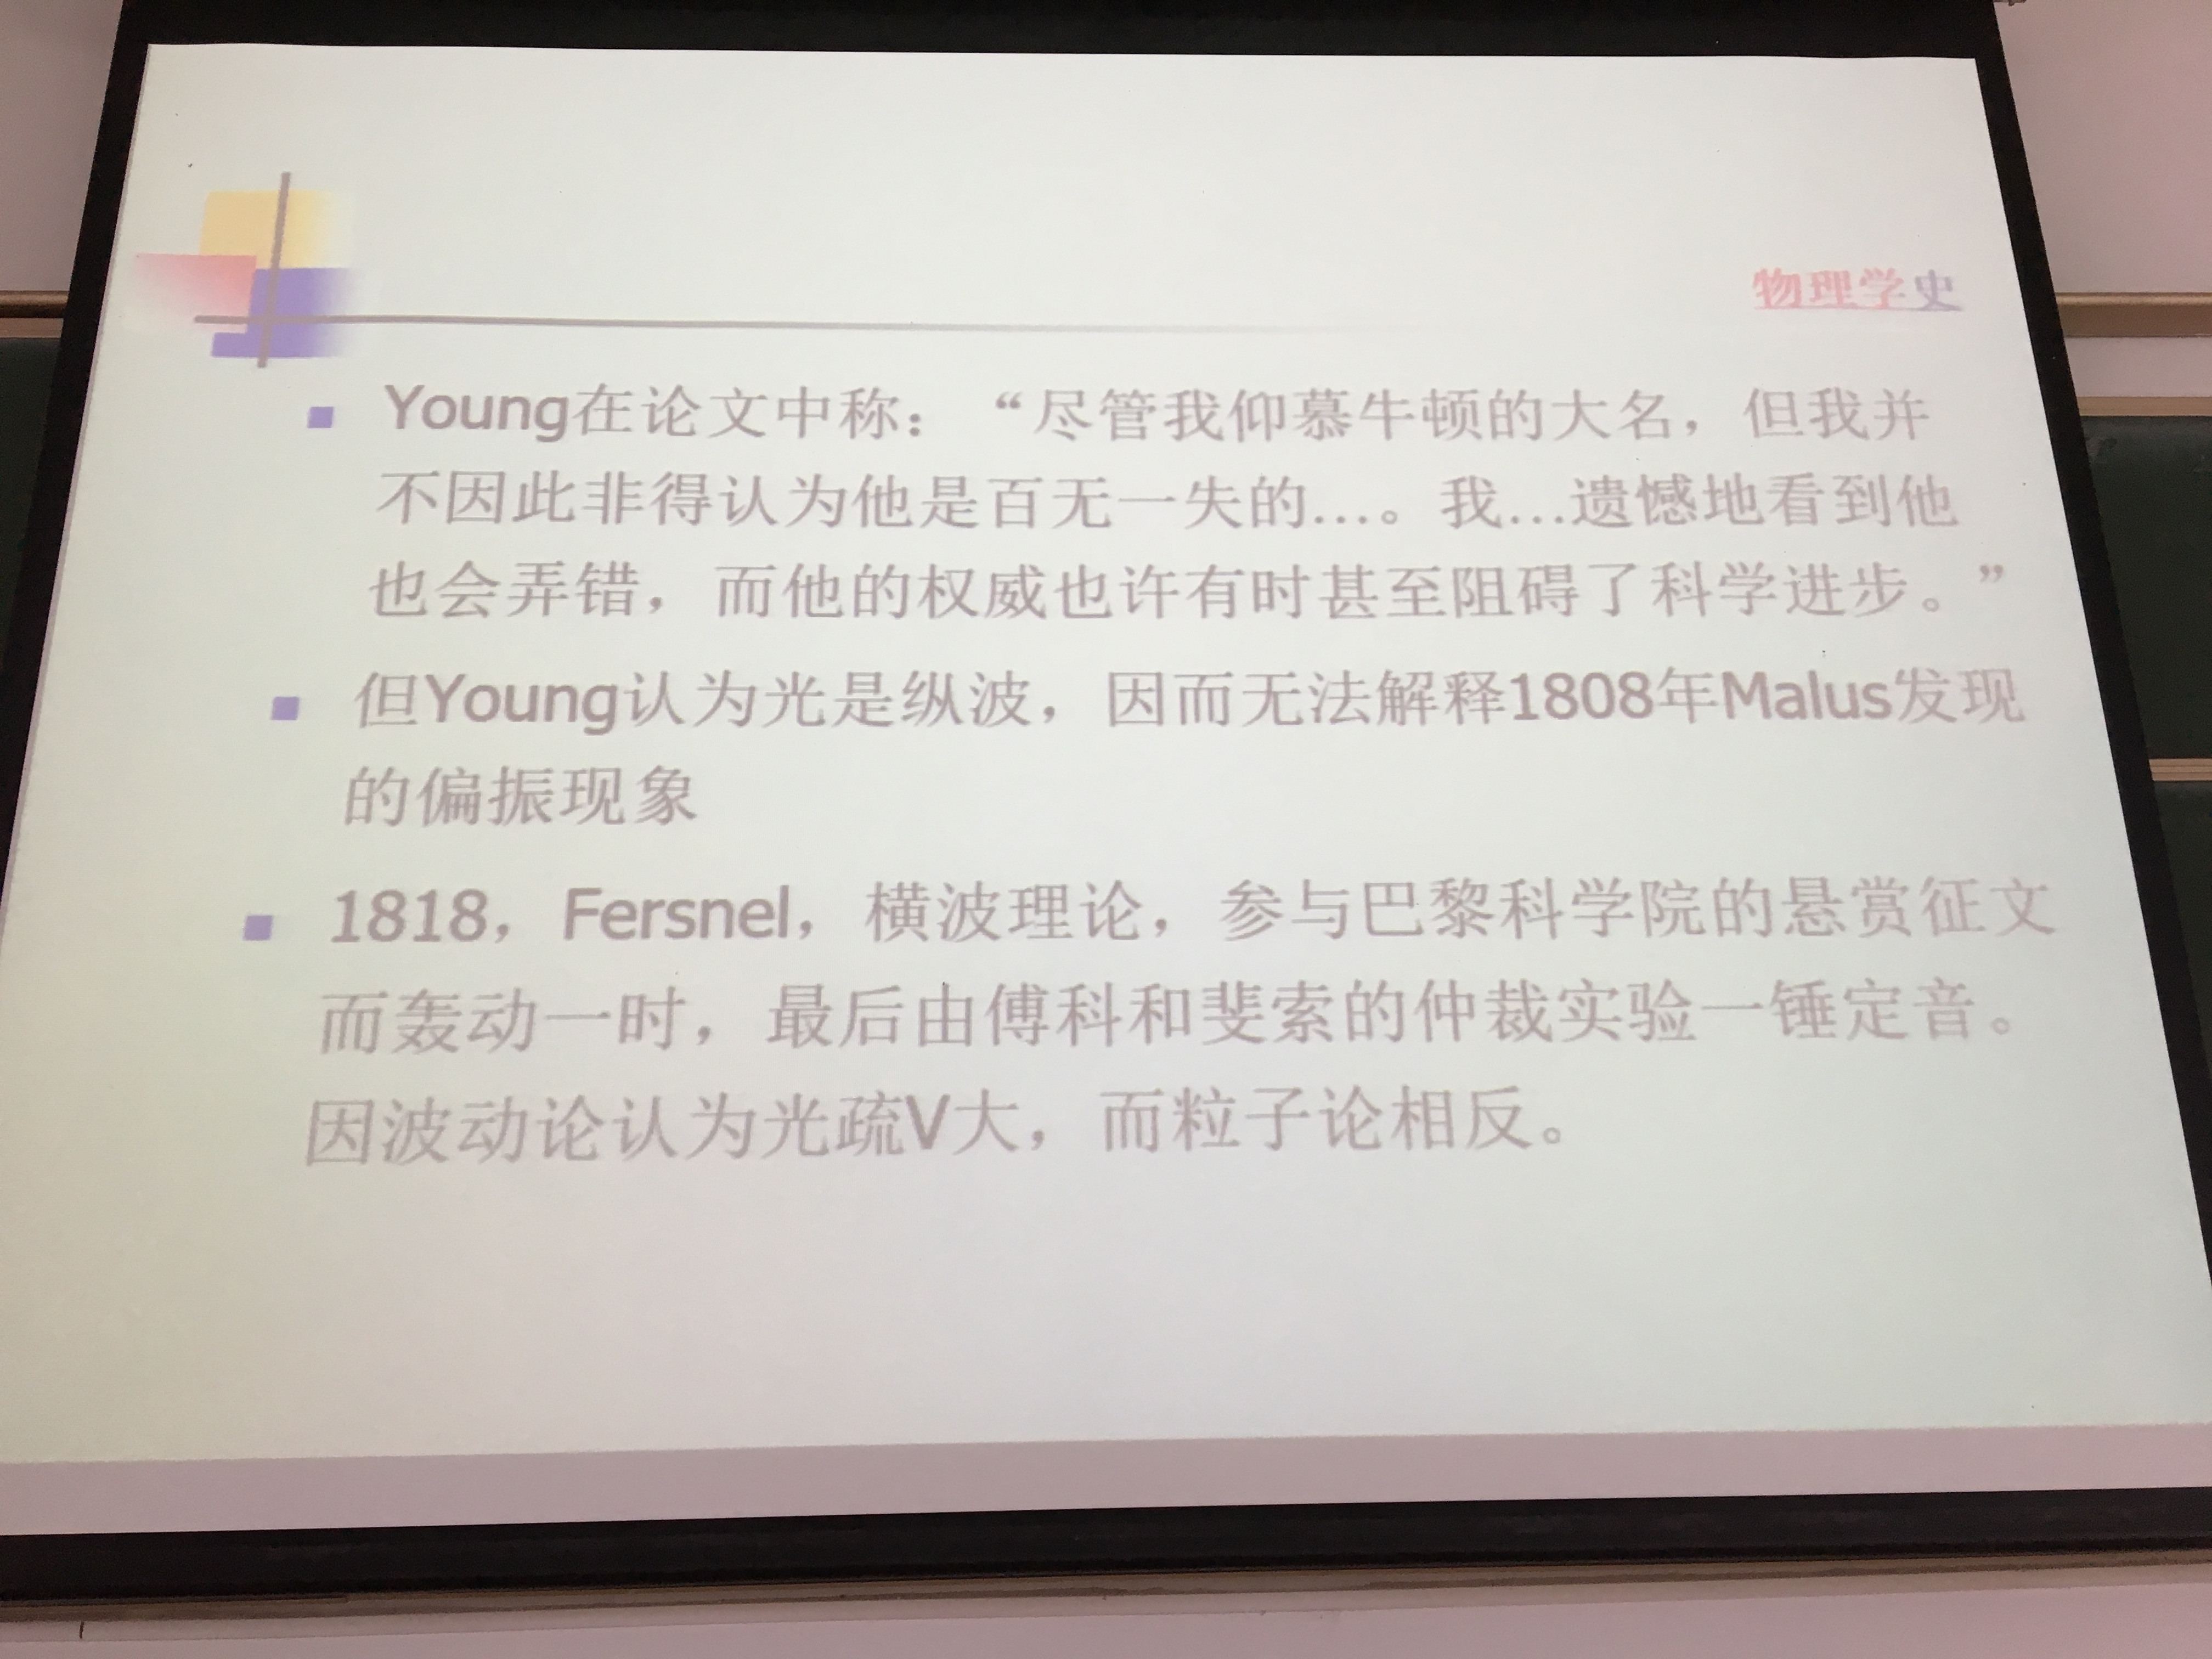 物理学史
Young在论文中称：“尽管我仰慕牛顿的大名，但我并
不因此非得认为他是百无一失的…。我…遗憾地看到他
也会弄错，而他的权威也许有时甚至阻碍了科学进步。”
但Young认为光是纵波，因而无法解释1808年Malus发现
的偏振现象
1818，Fersnel，横波理论，参与巴黎科学院的悬赏征文
而轰动一时，最后由傅科和斐索的仲裁实验一锤定音。
因波动论认为光疏V大，而粒子论相反。